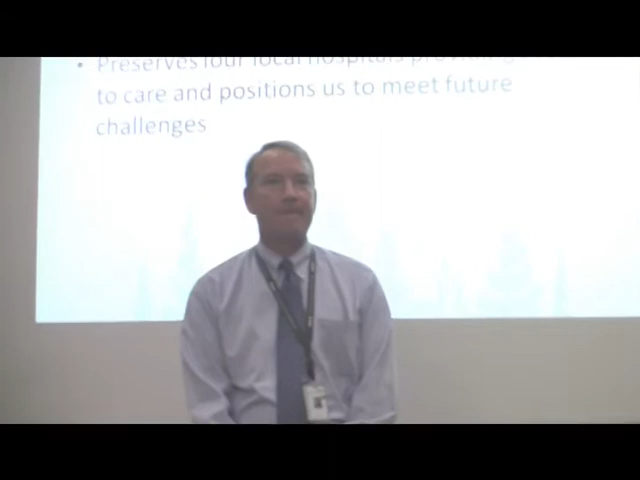 • Preserves four local hospitals
to care and positions us to meet future
challenges